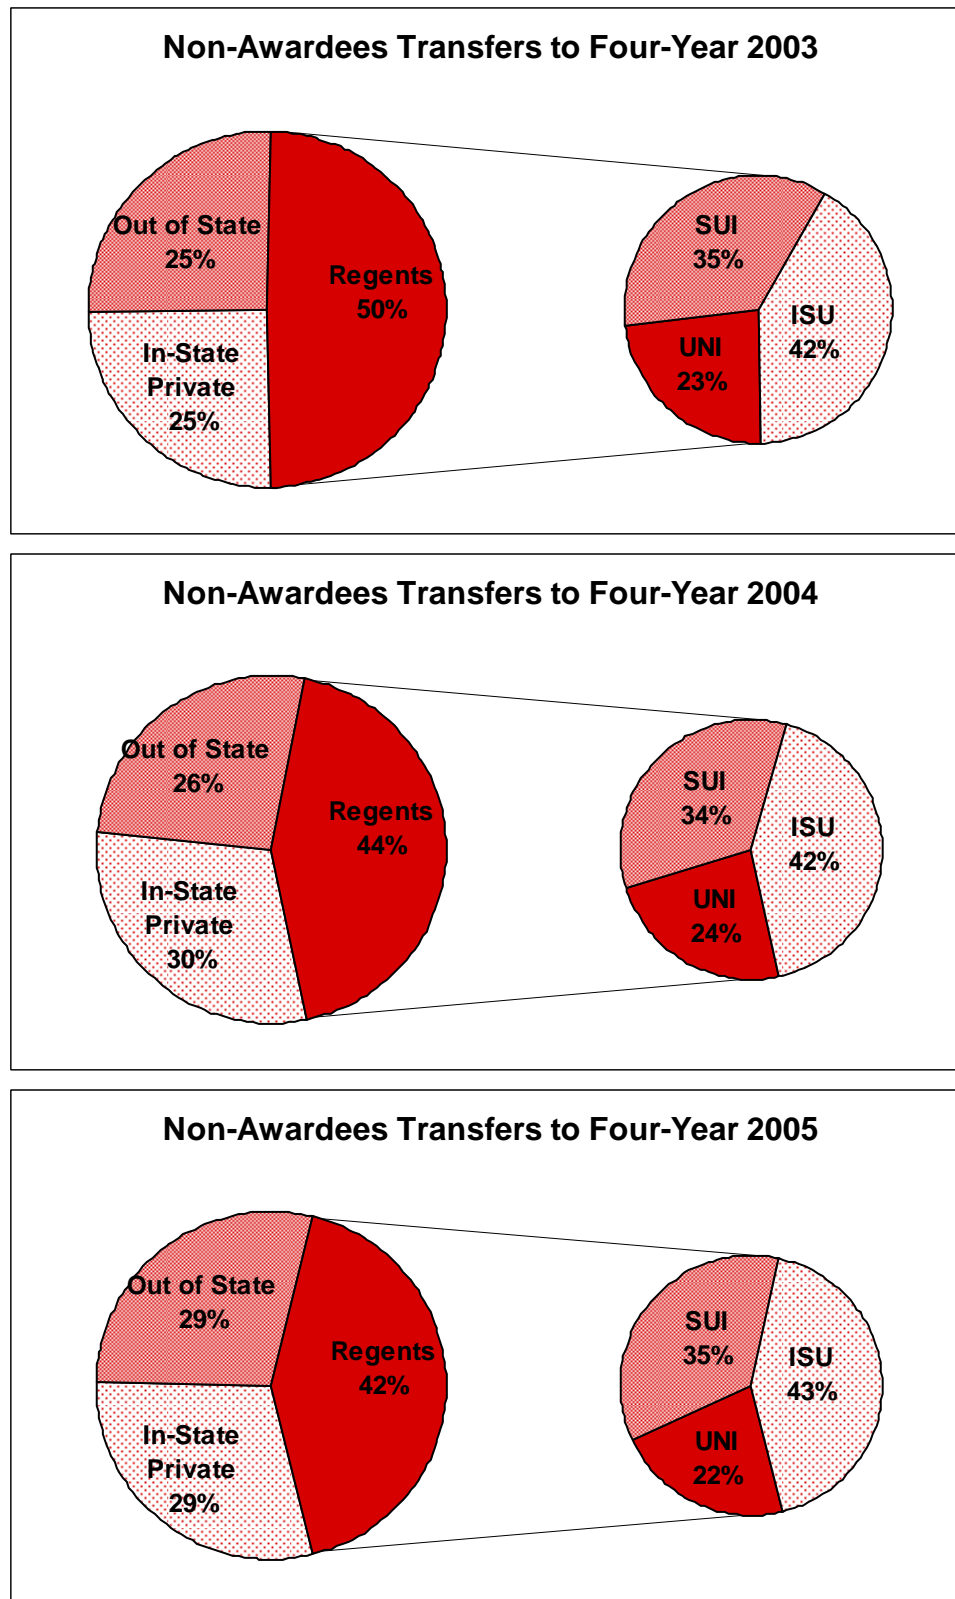 Non-Awardees Transfers to Four-Year 2003
Out of State
25%
Regents
50%
In-State
Private
25%
SUI
35%
ISU
42%
UNI
23%
Non-Awardees Transfers to Four-Year 2004
Out of State
26%
Regents
44%
In-State
Private
30%
SUI
34%
ISU
42%
UNI
24%
Non-Awardees Transfers to Four-Year 2005
Out of State
29%
Regents
42%
In-State
Private
29%
SUI
35%
ISU
43%
UNI
22%